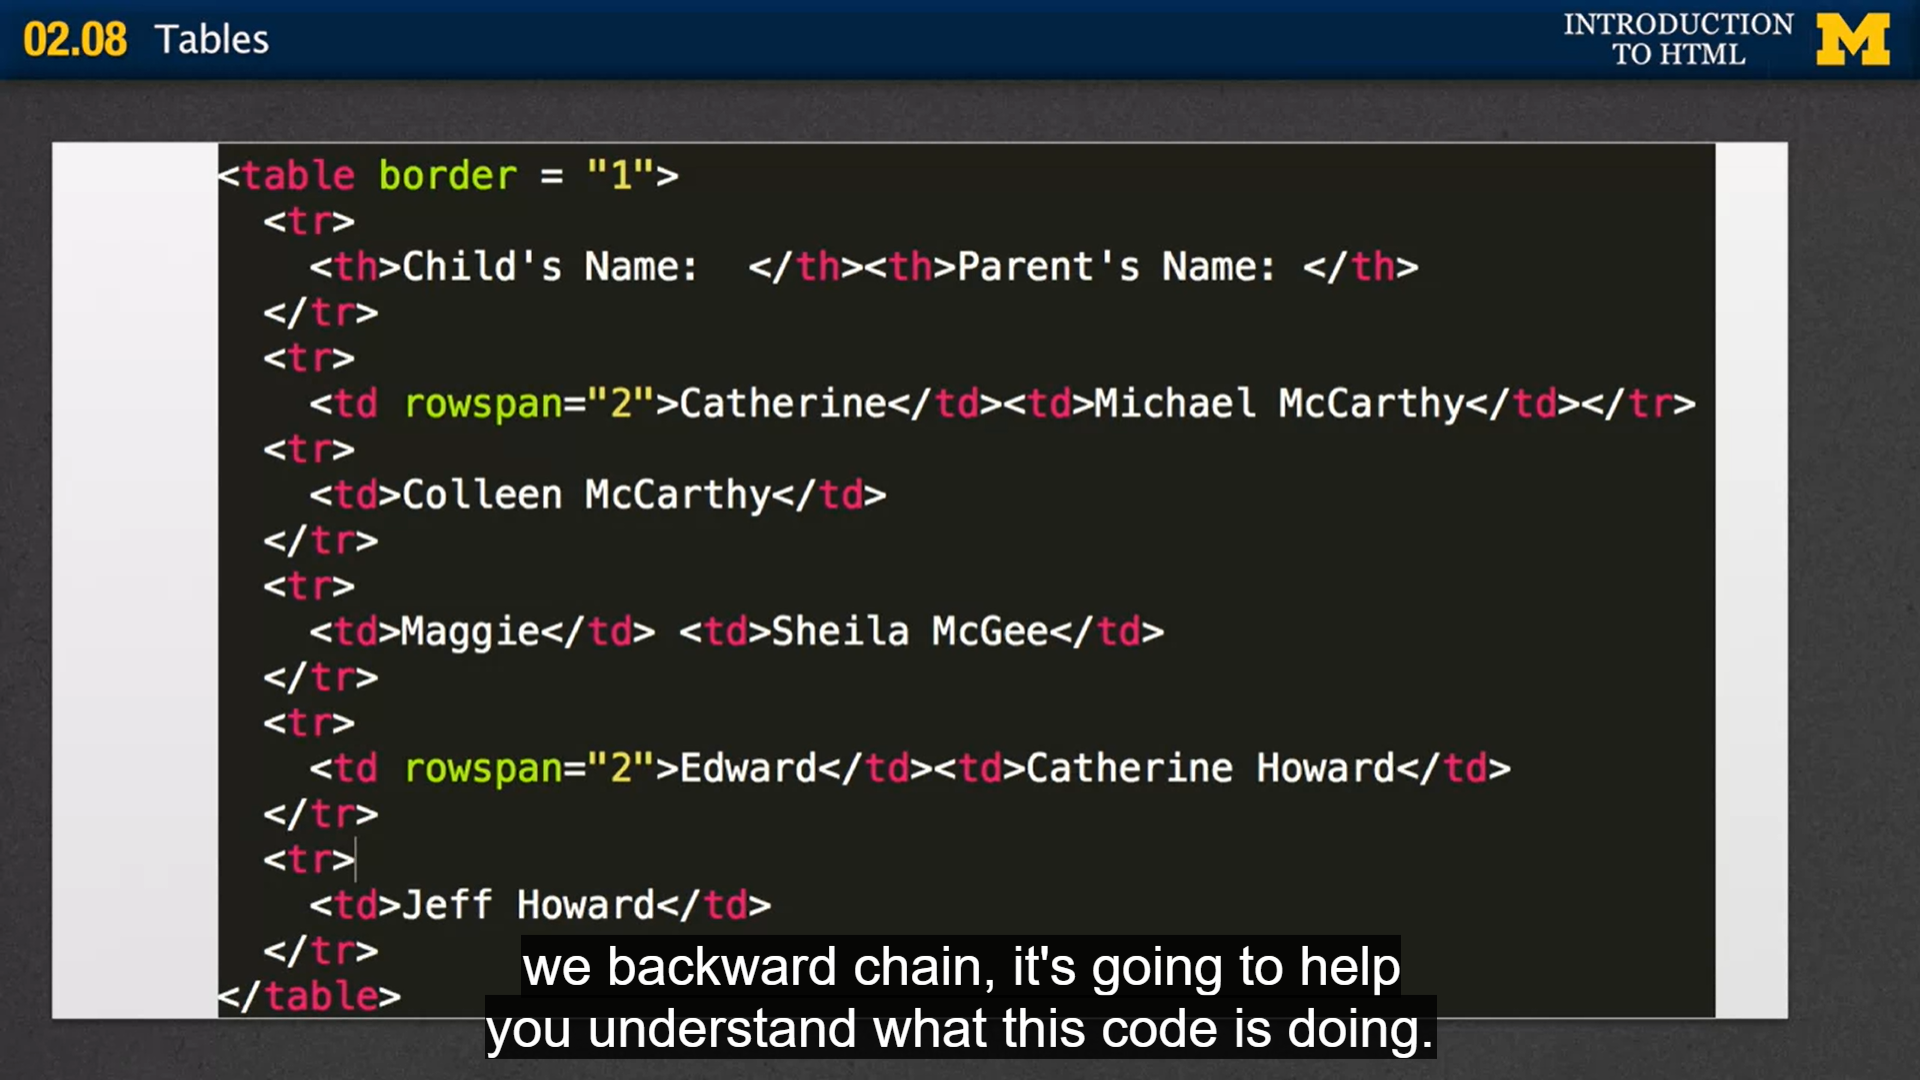 02.08 Tables
INTRODUCTION
TO HTML
M
<table border = "1">
<tr>
<th>Child's Name:  </th><th>Parent's Name: </th>
</tr>
<tr>
<td rowspan="2">Catherine</td><td>Michael McCarthy</td></tr>
<tr>
<td>Colleen McCarthy</td>
</tr>
<tr>
<td>Maggie</td> <td>Sheila McGee</td>
</tr>
<tr>
<td rowspan="2">Edward</td><td>Catherine Howard</td>
</tr>
<tr>
<td>Jeff Howard</td>
</tr>
</table>
we backward chain, it's going to help
you understand what this code is doing.